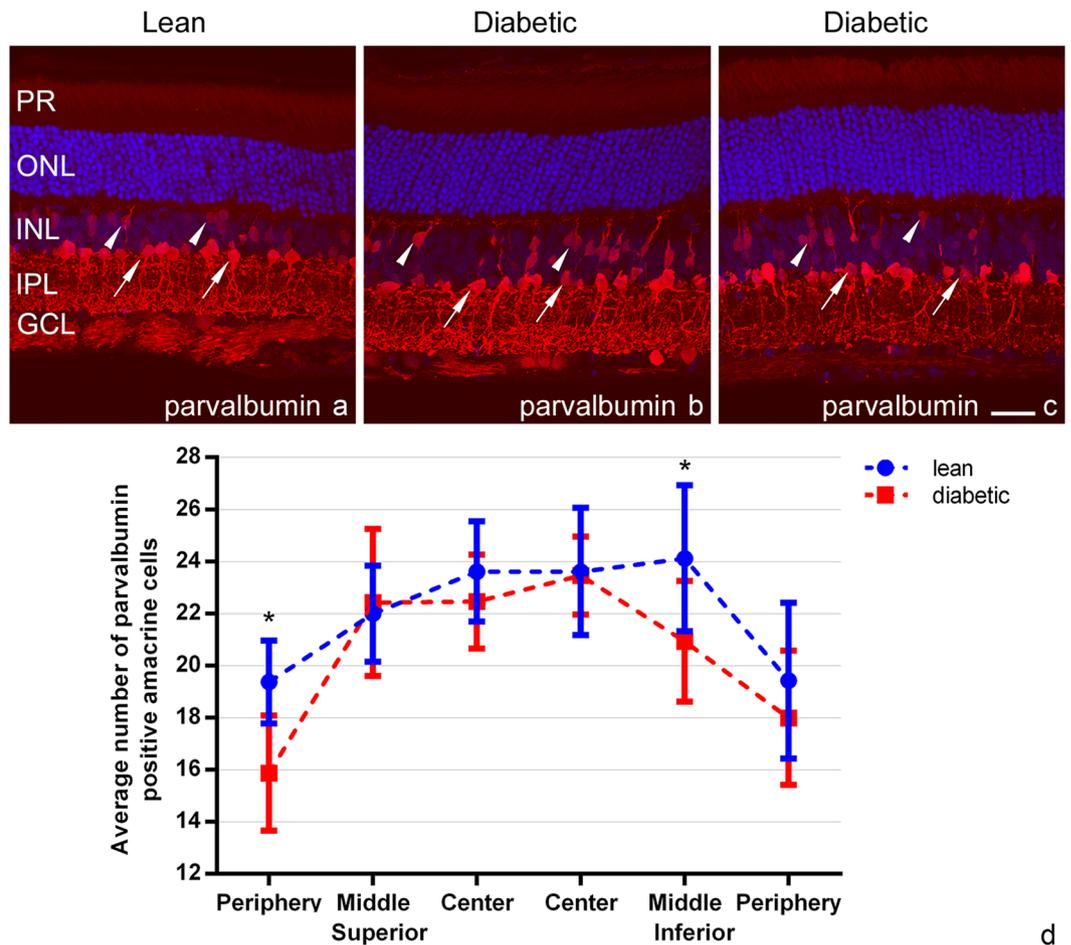 Lean
Diabetic
Diabetic
PR
ONL
INL
IPL
GCL
parvalbumin a
parvalbumin b
parvalbumin c
28
26
24
22
20
18
16
14
12
Average number of parvalbumin
positive amacrine cells
*
*
lean
diabetic
Periphery Middle Center Center Middle Periphery
Superior Inferior
d